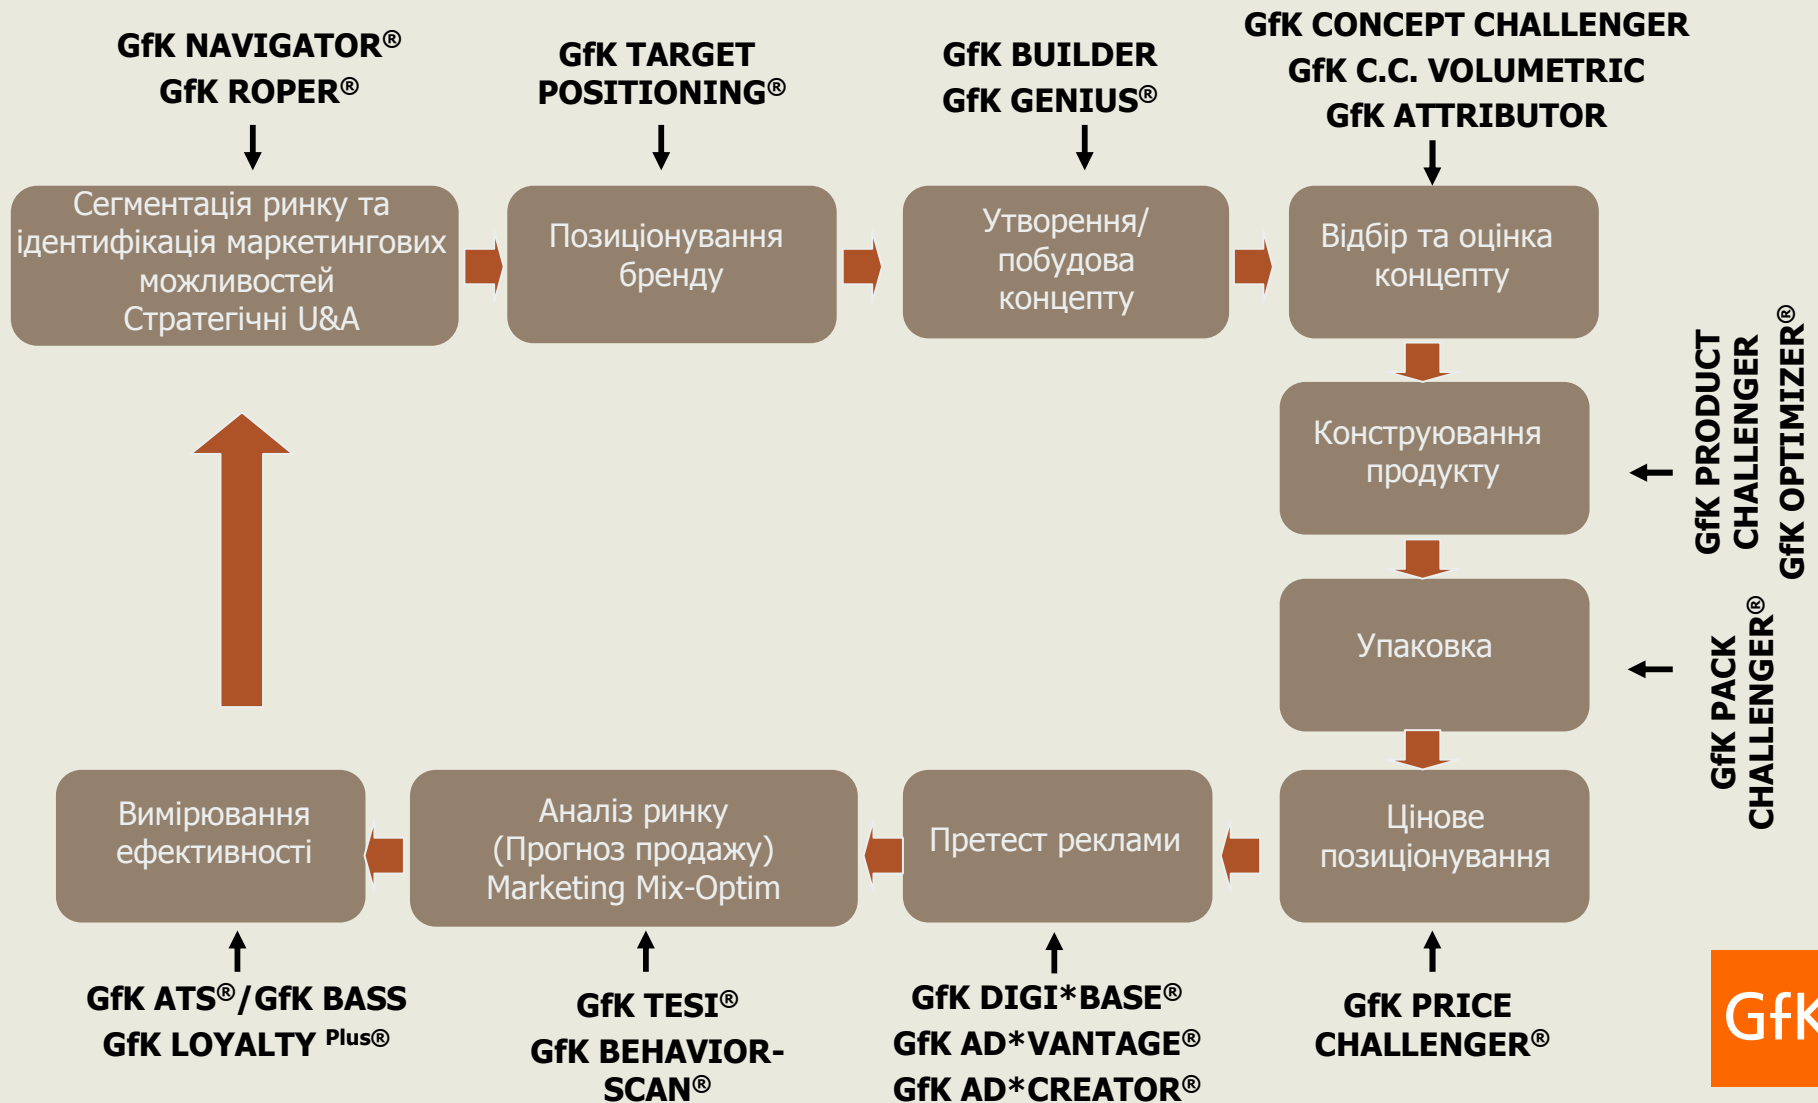 GfK NAVIGATOR®
GfK ROPER®
GfK TARGET
POSITIONING®
GfK BUILDER
GfK GENIUS®
GfK CONCEPT CHALLENGER
GfK C.C. VOLUMETRIC
GfK ATTRIBUTOR
Сегментація ринку та
ідентифікація маркетингових
можливостей
Стратегічні U&A
Позиціонування
бренду
Утворення/
побудова
концепту
Відбір та оцінка
концепту
Конструювання
продукту
GfK PRODUCT
CHALLENGER
GfK OPTIMIZER®
Упаковка
GfK PACK
CHALLENGER®
Вимірювання
ефективності
Аналіз ринку
(Прогноз продажу)
Marketing Mix-Optim
Претест реклами
Цінове
позиціонування
GfK ATS®/GfK BASS
GfK LOYALTY Plus®
GfK TESI®
GfK BEHAVIOR-
SCAN®
GfK DIGI*BASE®
GfK AD*VANTAGE®
GfK AD*CREATOR®
GfK PRICE
CHALLENGER®
GfK